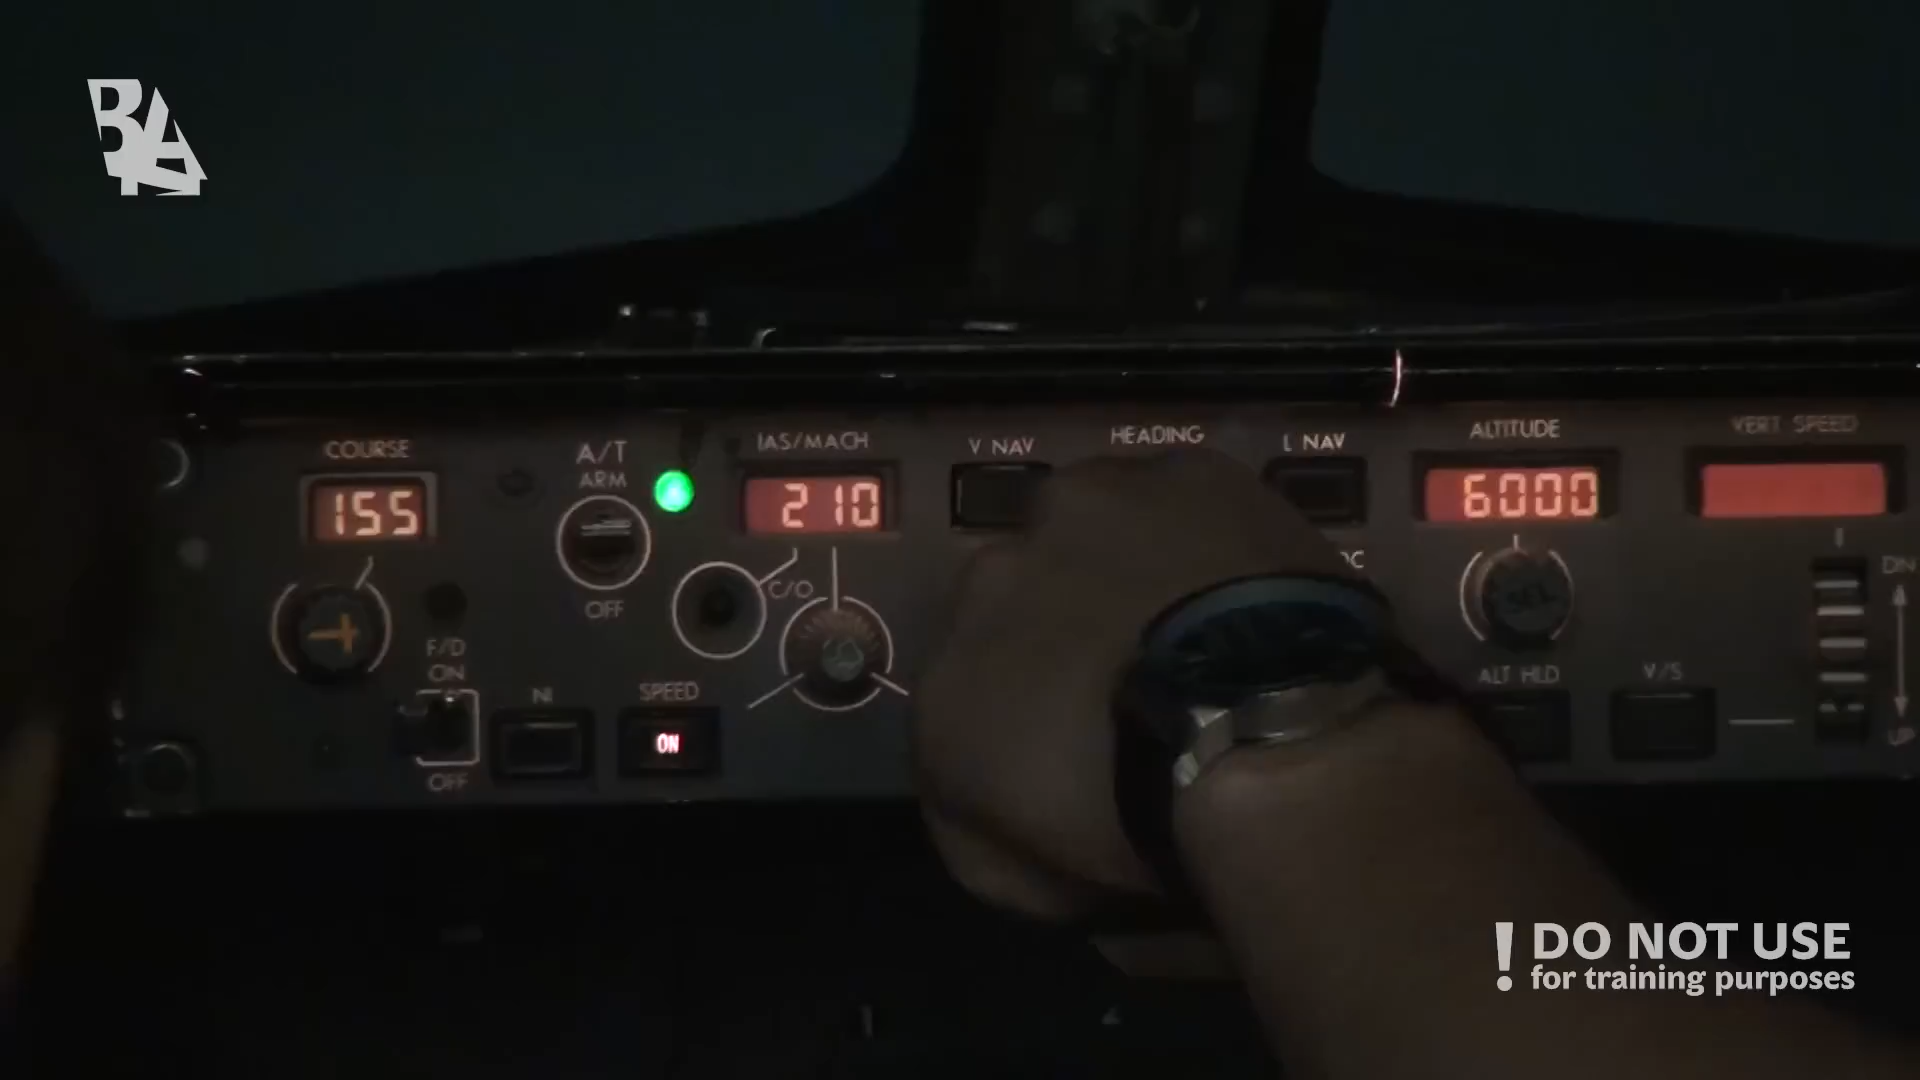 BAA
COURSE
155
A/T
ARM
OFF
IAS/MACH
210
C/O
V NAV
HEADING
L NAV
ALTITUDE
6000
SEL
VERT SPEED
DN
UP
F/D
ON
OFF
N1
SPEED
ON
ALT HLD
V/S
! DO NOT USE
for training purposes